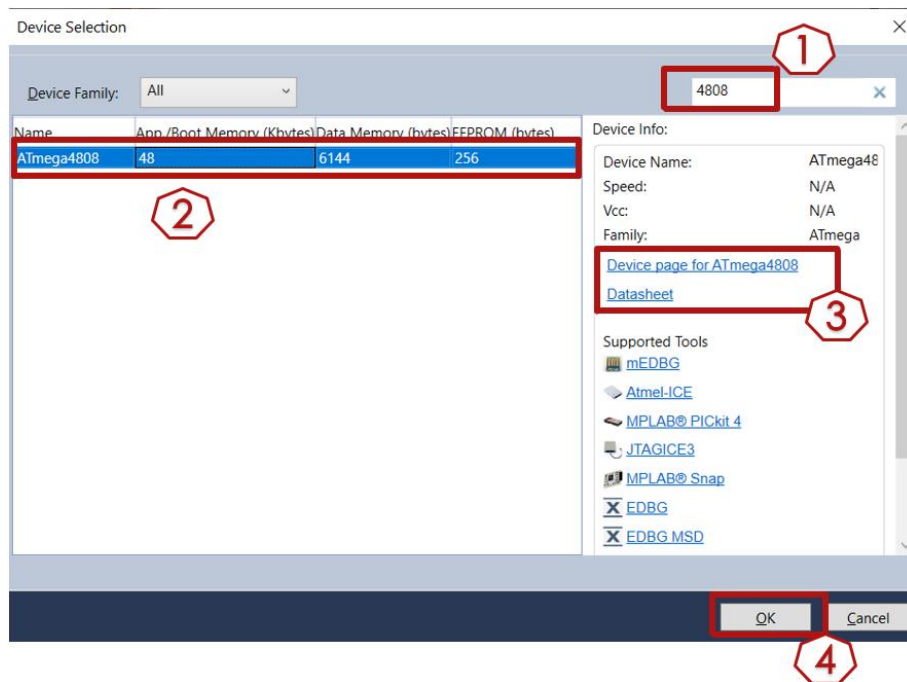 Device Selection
1
Device Family: All
4808
Name App./Boot Memory (Kbytes) Data Memory (bytes) EEPROM (bytes)
ATmega4808 48 6144 256
2
Device Info:
Device Name: ATmega48
Speed: N/A
Vcc: N/A
Family: ATmega
Device page for ATmega4808
Datasheet
3
Supported Tools
mEDBG
Atmel-ICE
MPLAB® PICkit 4
JTAGICE3
MPLAB® Snap
EDBG
EDBG MSD
OK Cancel
4